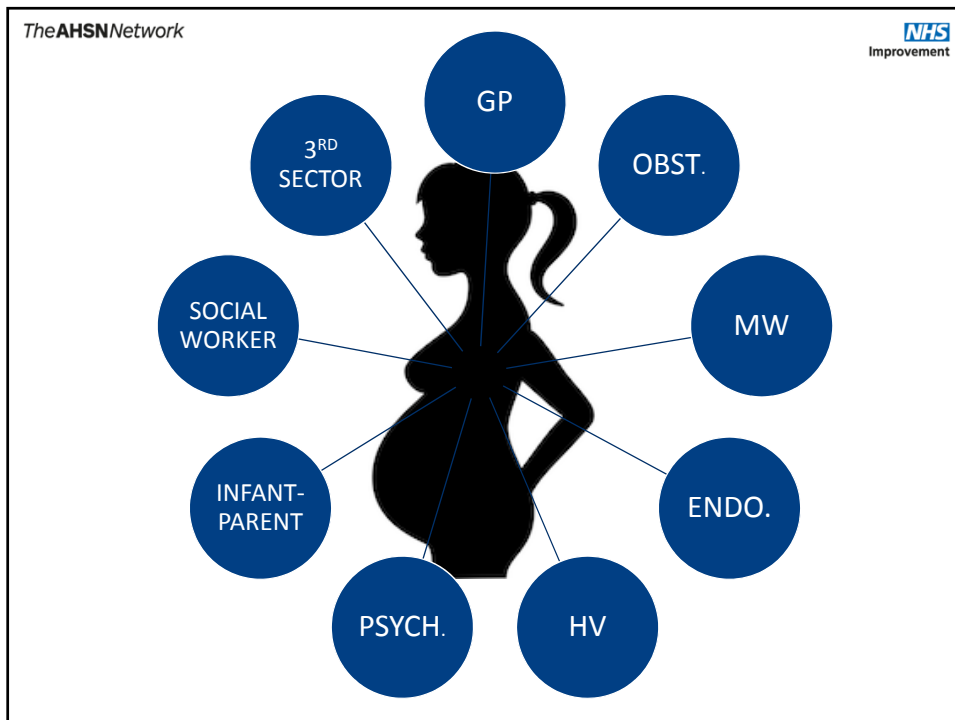 TheAHSNNetwork
NHS
Improvement
GP
OBST.
MW
ENDO.
HV
PSYCH.
INFANT-
PARENT
SOCIAL
WORKER
3RD
SECTOR